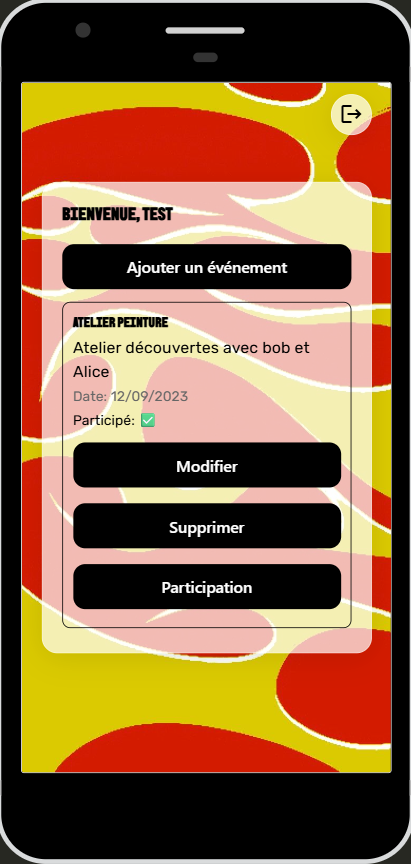 BIENVENUE, TEST
Ajouter un événement
ATELIER PEINTURE
Atelier découvertes avec bob et
Alice
Date: 12/09/2023
Participé: ✅
Modifier
Supprimer
Participation